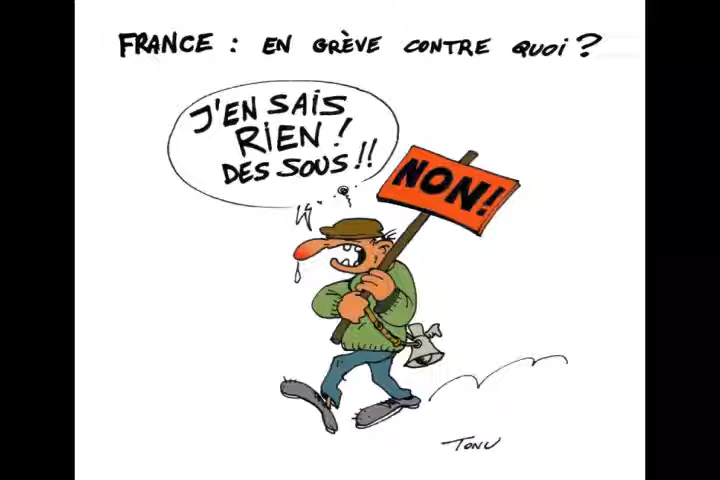 FRANCE : EN GRÈVE CONTRE QUOI ?
J'EN SAIS
RIEN !
DES SOUS !!
NON !
TONU